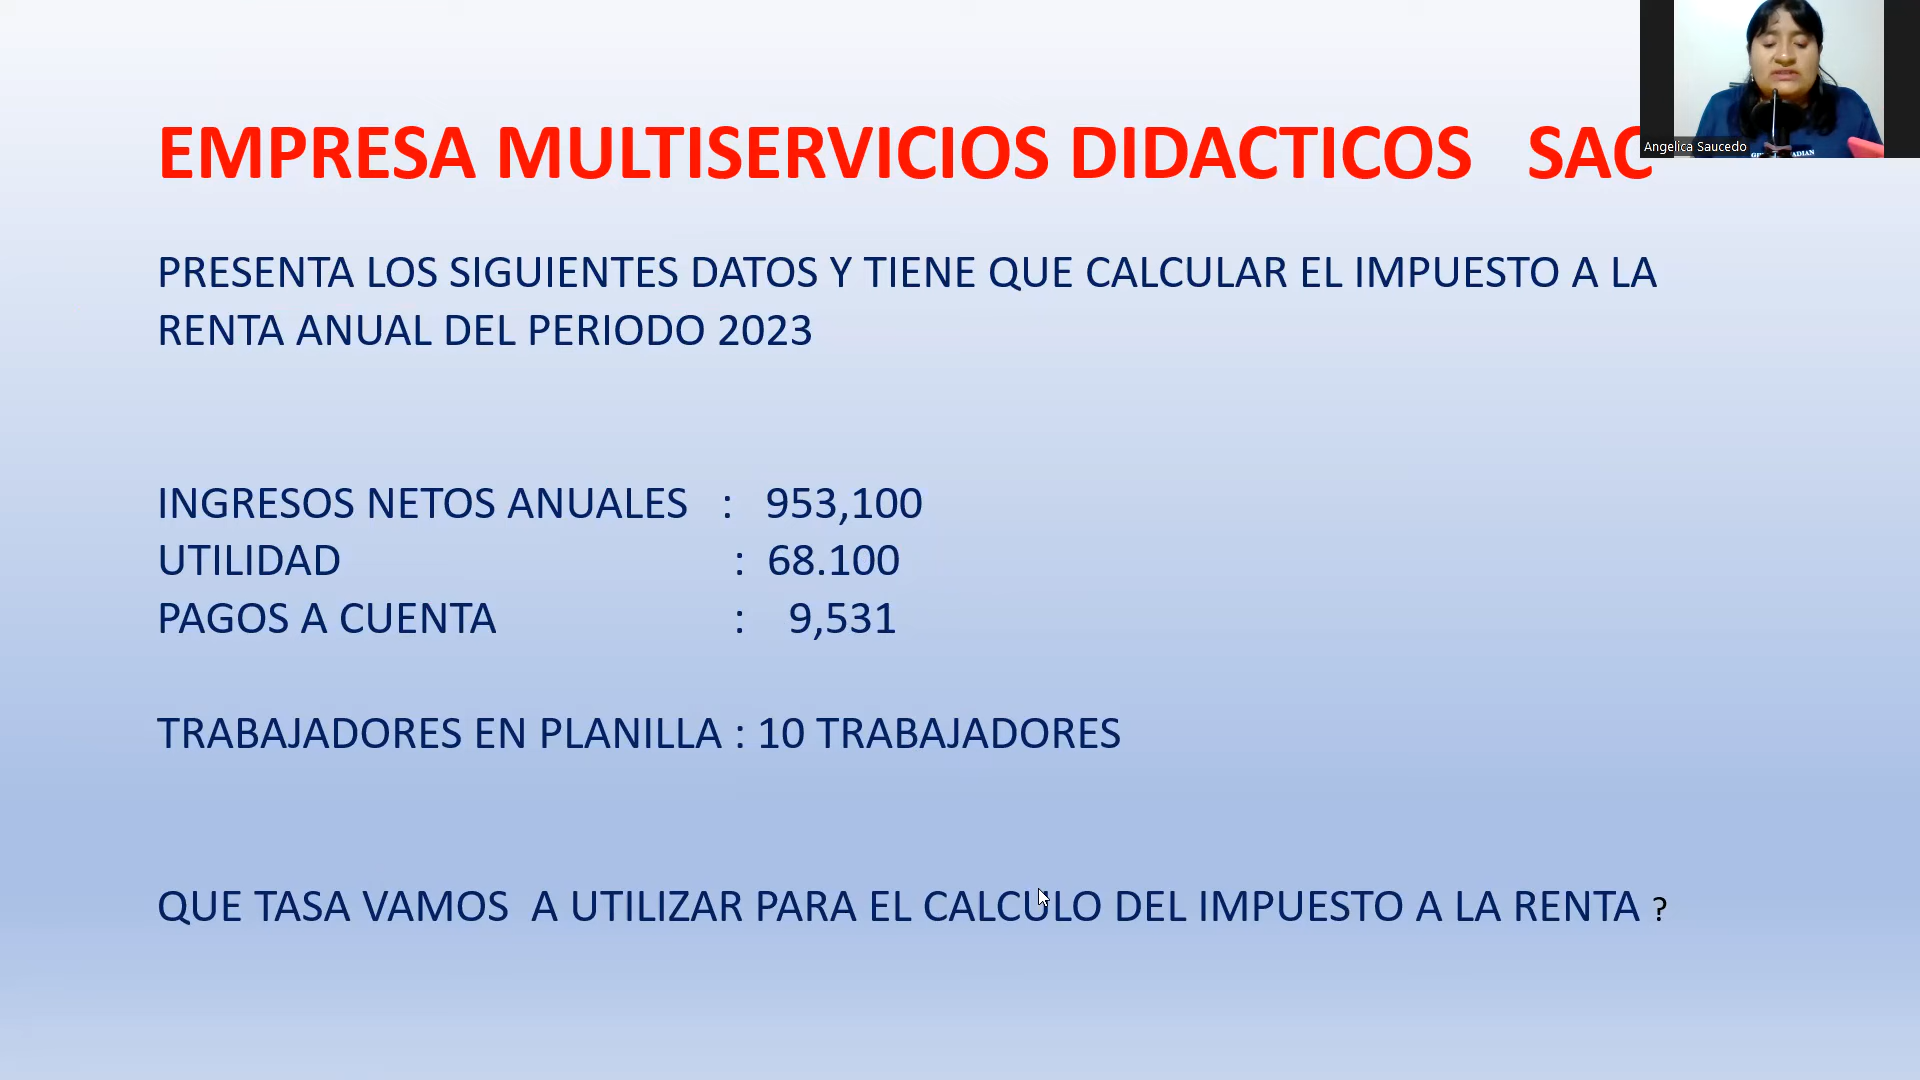 EMPRESA MULTISERVICIOS DIDACTICOS SAC
Angelica Saucedo
PRESENTA LOS SIGUIENTES DATOS Y TIENE QUE CALCULAR EL IMPUESTO A LA
RENTA ANUAL DEL PERIODO 2023
INGRESOS NETOS ANUALES : 953,100
UTILIDAD : 68.100
PAGOS A CUENTA : 9,531
TRABAJADORES EN PLANILLA : 10 TRABAJADORES
QUE TASA VAMOS A UTILIZAR PARA EL CALCULO DEL IMPUESTO A LA RENTA ?